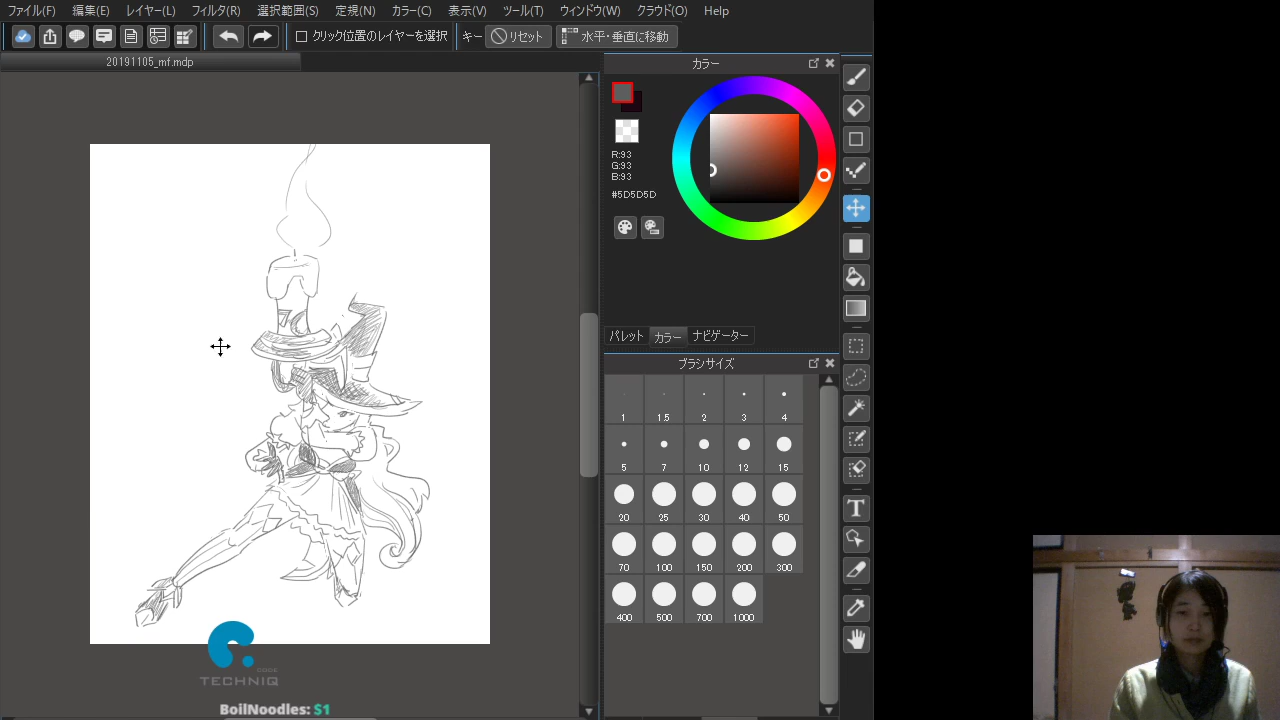 ファイル(F) 編集(E) レイヤー(L) フィルタ(R) 選択範囲(S) 定規(N) カラー(C) 表示(V) ツール(T) ウィンドウ(W) クラウド(O) Help
クリック位置のレイヤーを選択 キー リセット 水平・垂直に移動
20191105_mf.mdp
カラー
R:93
G:93
B:93
#5D5D5D
パレット カラー ナビゲーター
ブラシサイズ
1 1.5 2 3 4
5 7 10 12 15
20 25 30 40 50
70 100 150 200 300
400 500 700 1000
T
CODE
TECHNIQ
BoilNoodles: $1